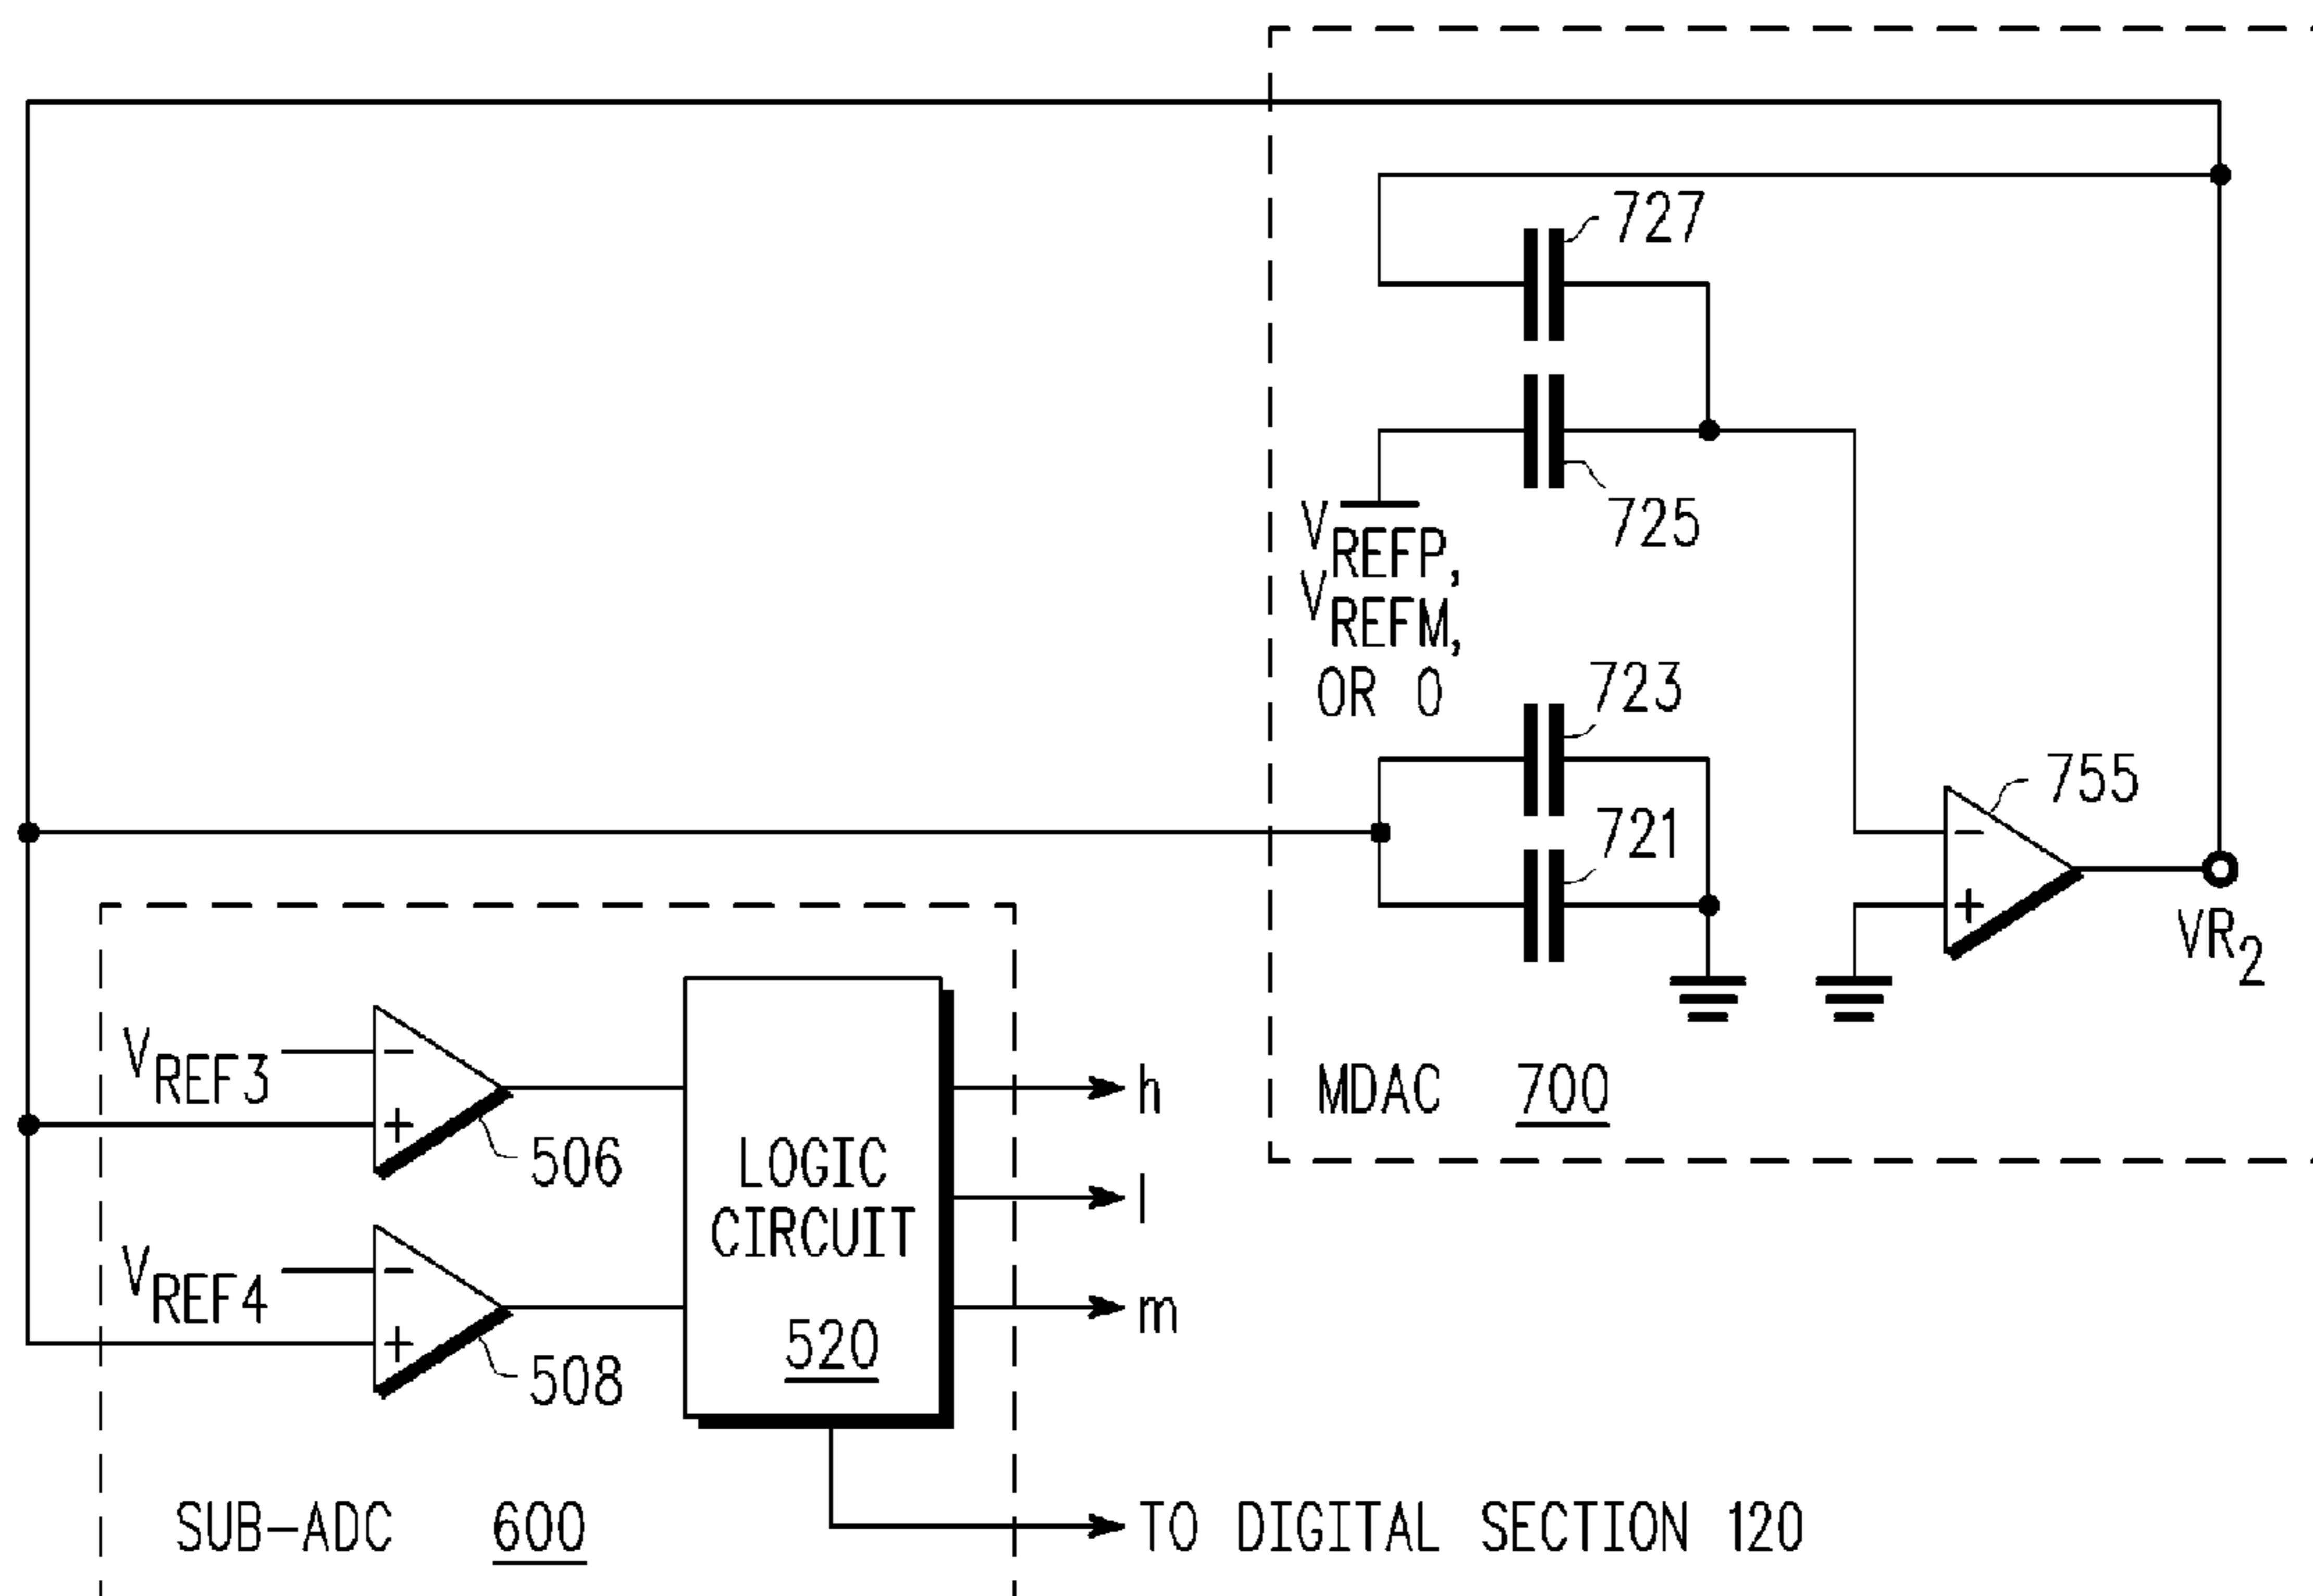 727
725
VREFP,
VREFM,
OR 0
723
721
755
−
+
VR2
MDAC 700
VREF3
−
+
506
VREF4
−
+
508
LOGIC
CIRCUIT
520
h
l
m
SUB-ADC 600
TO DIGITAL SECTION 120